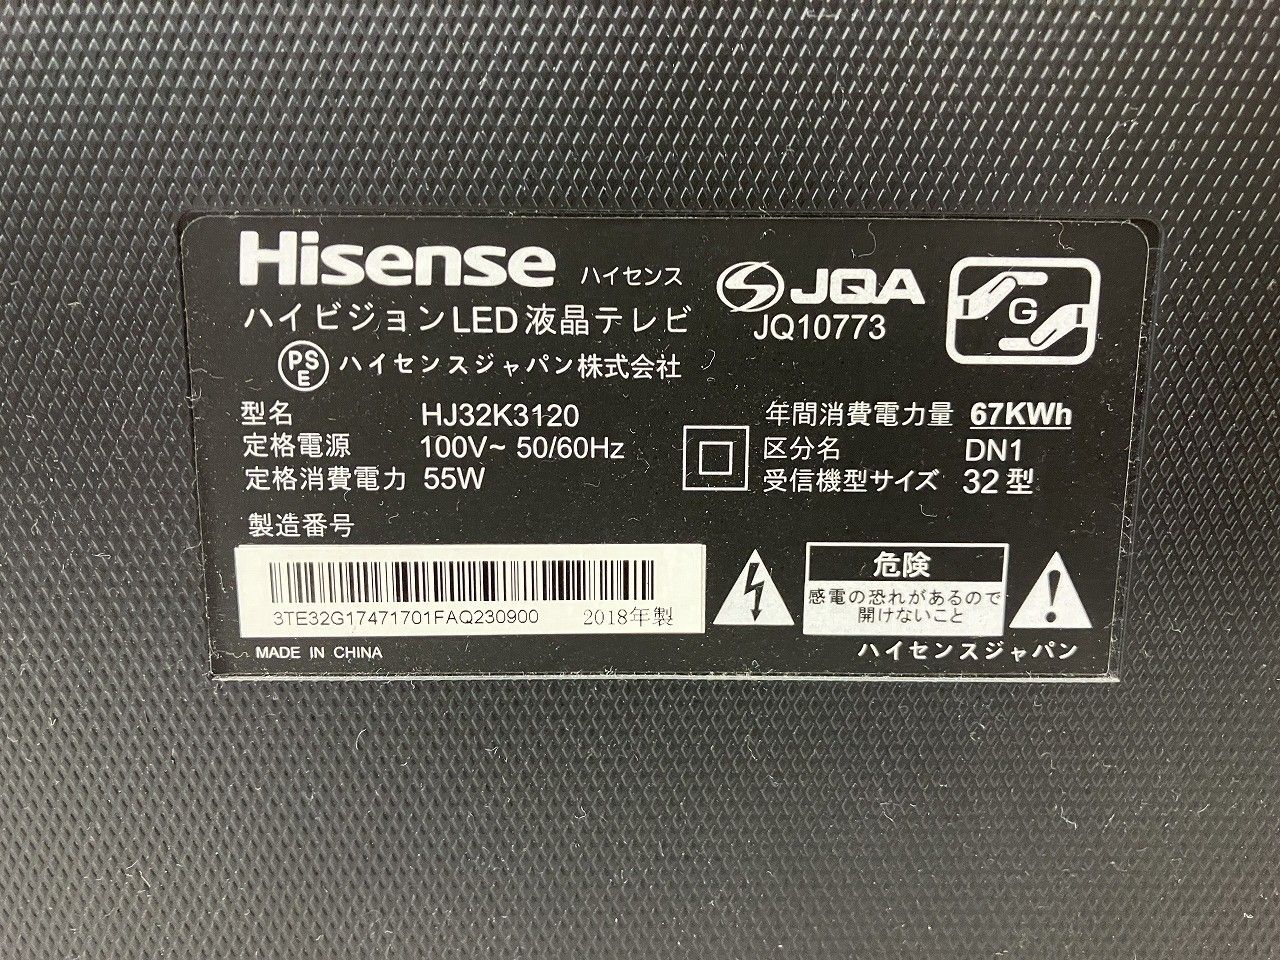 Hisense ハイセンス
ハイビジョンLED液晶テレビ
PSE ハイセンスジャパン株式会社
JQA
JQ10773
G
型名 HJ32K3120
定格電源 100V~ 50/60Hz
定格消費電力 55W
年間消費電力量 67KWh
区分名 DN1
受信機型サイズ 32型
製造番号
3TE32G17471701FAQ230900 2018年製
MADE IN CHINA
危険
感電の恐れがあるので
開けないこと
ハイセンスジャパン